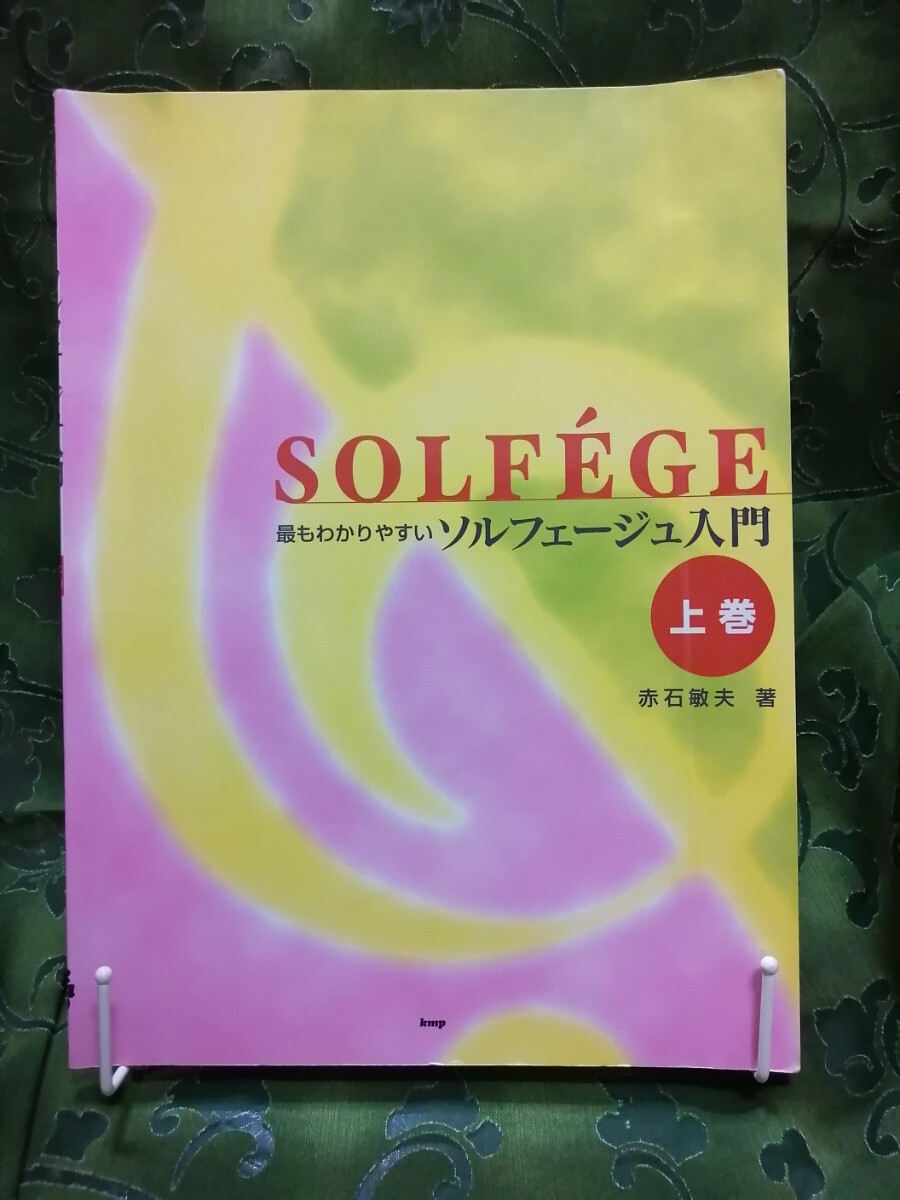 SOLFÉGE
最もわかりやすい ソルフェージュ入門
上巻
赤石敏夫 著
kmp